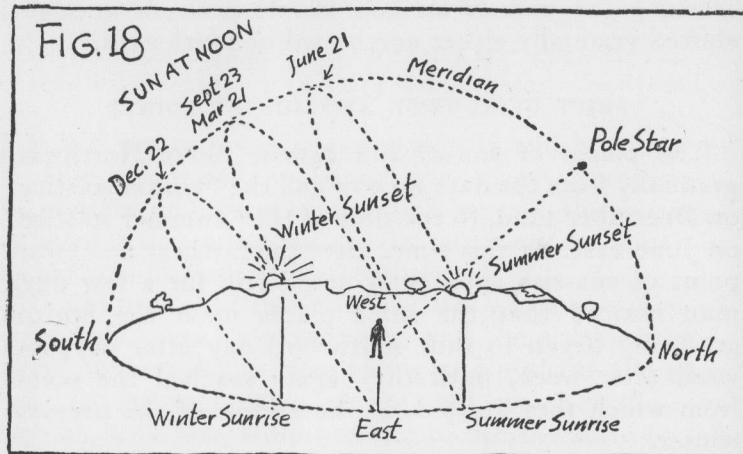 FIG.18
SUN AT NOON
June 21
Meridian
Sept 23
Mar 21
Pole Star
Dec. 22
Winter Sunset
Summer Sunset
West
South
North
Winter Sunrise
East
Summer Sunrise